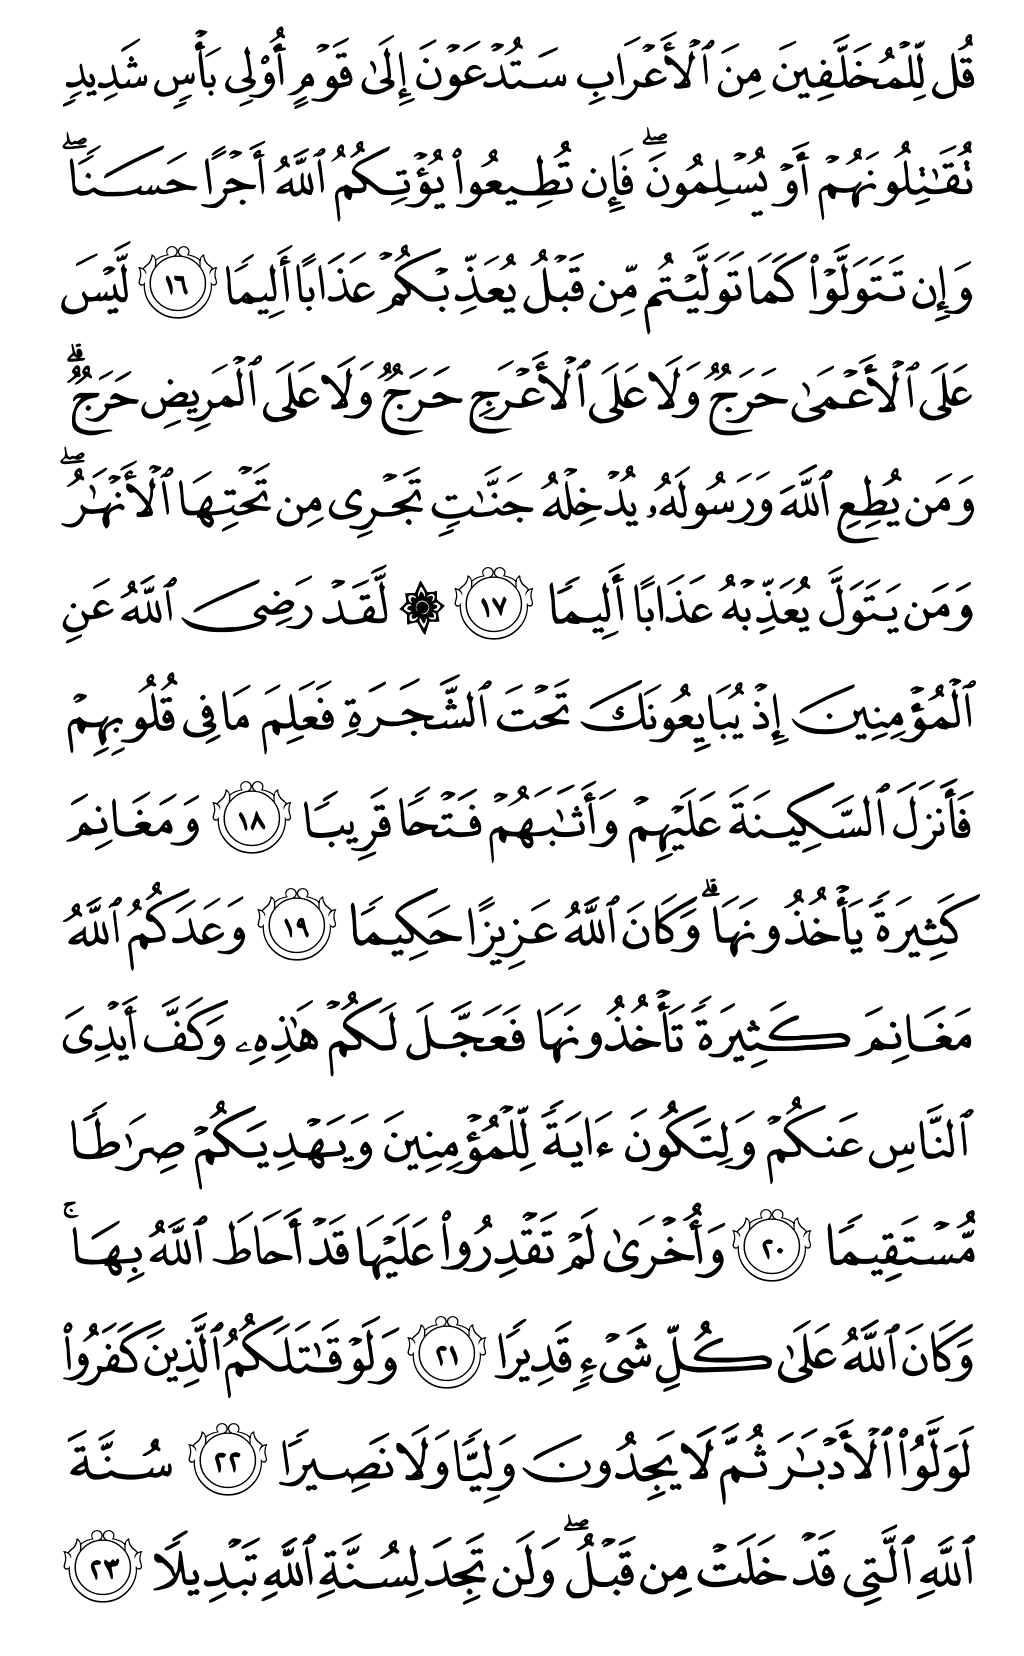 قُل لِّلۡمُخَلَّفِينَ مِنَ ٱلۡأَعۡرَابِ سَتُدۡعَوۡنَ إِلَىٰ قَوۡمٍ أُوْلِي بَأۡسٖ شَدِيدٖ
تُقَٰتِلُونَهُمۡ أَوۡ يُسۡلِمُونَۖ فَإِن تُطِيعُواْ يُؤۡتِكُمُ ٱللَّهُ أَجۡرًا حَسَنٗاۖ
وَإِن تَتَوَلَّوۡاْ كَمَا تَوَلَّيۡتُم مِّن قَبۡلُ يُعَذِّبۡكُمۡ عَذَابًا أَلِيمٗا ١٦ لَّيۡسَ
عَلَى ٱلۡأَعۡمَىٰ حَرَجٞ وَلَا عَلَى ٱلۡأَعۡرَجِ حَرَجٞ وَلَا عَلَى ٱلۡمَرِيضِ حَرَجٞۗ
وَمَن يُطِعِ ٱللَّهَ وَرَسُولَهُۥ يُدۡخِلۡهُ جَنَّٰتٖ تَجۡرِي مِن تَحۡتِهَا ٱلۡأَنۡهَٰرُۖ
وَمَن يَتَوَلَّ يُعَذِّبۡهُ عَذَابًا أَلِيمٗا ١٧ ۞ لَّقَدۡ رَضِيَ ٱللَّهُ عَنِ
ٱلۡمُؤۡمِنِينَ إِذۡ يُبَايِعُونَكَ تَحۡتَ ٱلشَّجَرَةِ فَعَلِمَ مَا فِي قُلُوبِهِمۡ
فَأَنزَلَ ٱلسَّكِينَةَ عَلَيۡهِمۡ وَأَثَٰبَهُمۡ فَتۡحٗا قَرِيبٗا ١٨ وَمَغَانِمَ
كَثِيرَةٗ يَأۡخُذُونَهَاۗ وَكَانَ ٱللَّهُ عَزِيزًا حَكِيمٗا ١٩ وَعَدَكُمُ ٱللَّهُ
مَغَانِمَ كَثِيرَةٗ تَأۡخُذُونَهَا فَعَجَّلَ لَكُمۡ هَٰذِهِۦ وَكَفَّ أَيۡدِيَ
ٱلنَّاسِ عَنكُمۡ وَلِتَكُونَ ءَايَةٗ لِّلۡمُؤۡمِنِينَ وَيَهۡدِيَكُمۡ صِرَٰطٗا
مُّسۡتَقِيمٗا ٢٠ وَأُخۡرَىٰ لَمۡ تَقۡدِرُواْ عَلَيۡهَا قَدۡ أَحَاطَ ٱللَّهُ بِهَاۚ
وَكَانَ ٱللَّهُ عَلَىٰ كُلِّ شَيۡءٖ قَدِيرٗا ٢١ وَلَوۡ قَٰتَلَكُمُ ٱلَّذِينَ كَفَرُواْ
لَوَلَّوُاْ ٱلۡأَدۡبَٰرَ ثُمَّ لَا يَجِدُونَ وَلِيّٗا وَلَا نَصِيرٗا ٢٢ سُنَّةَ
ٱللَّهِ ٱلَّتِي قَدۡ خَلَتۡ مِن قَبۡلُۖ وَلَن تَجِدَ لِسُنَّةِ ٱللَّهِ تَبۡدِيلٗا ٢٣